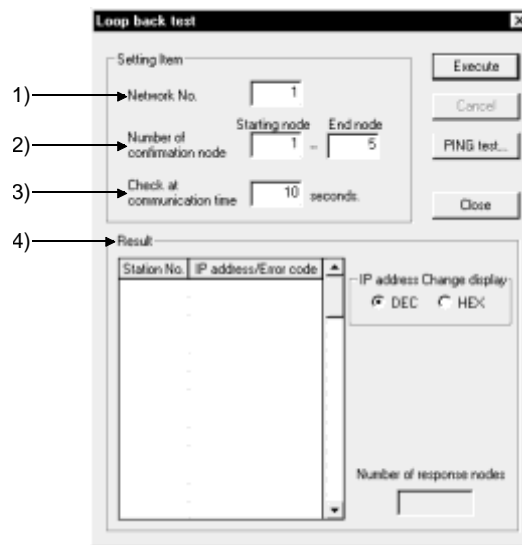 Loop back test
Setting Item
Execute
1)
Network No.
1
Cancel
2)
Number of
confirmation node
Starting node
End node
1
–
5
PING test...
3)
Check at
communication time
10
seconds.
Close
4)
Result
Station No.
IP address/Error code
IP address Change display
DEC
HEX
Number of response nodes